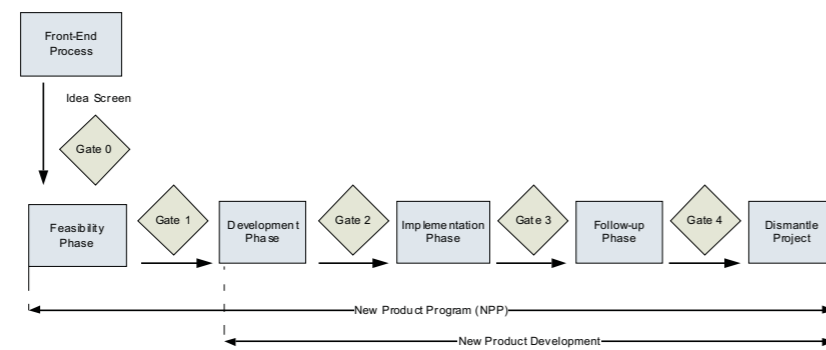 Front-End
Process
Idea Screen
Gate 0
Feasibility
Phase
Gate 1
Development
Phase
Gate 2
Implementation
Phase
Gate 3
Follow-up
Phase
Gate 4
Dismantle
Project
New Product Program (NPP)
New Product Development